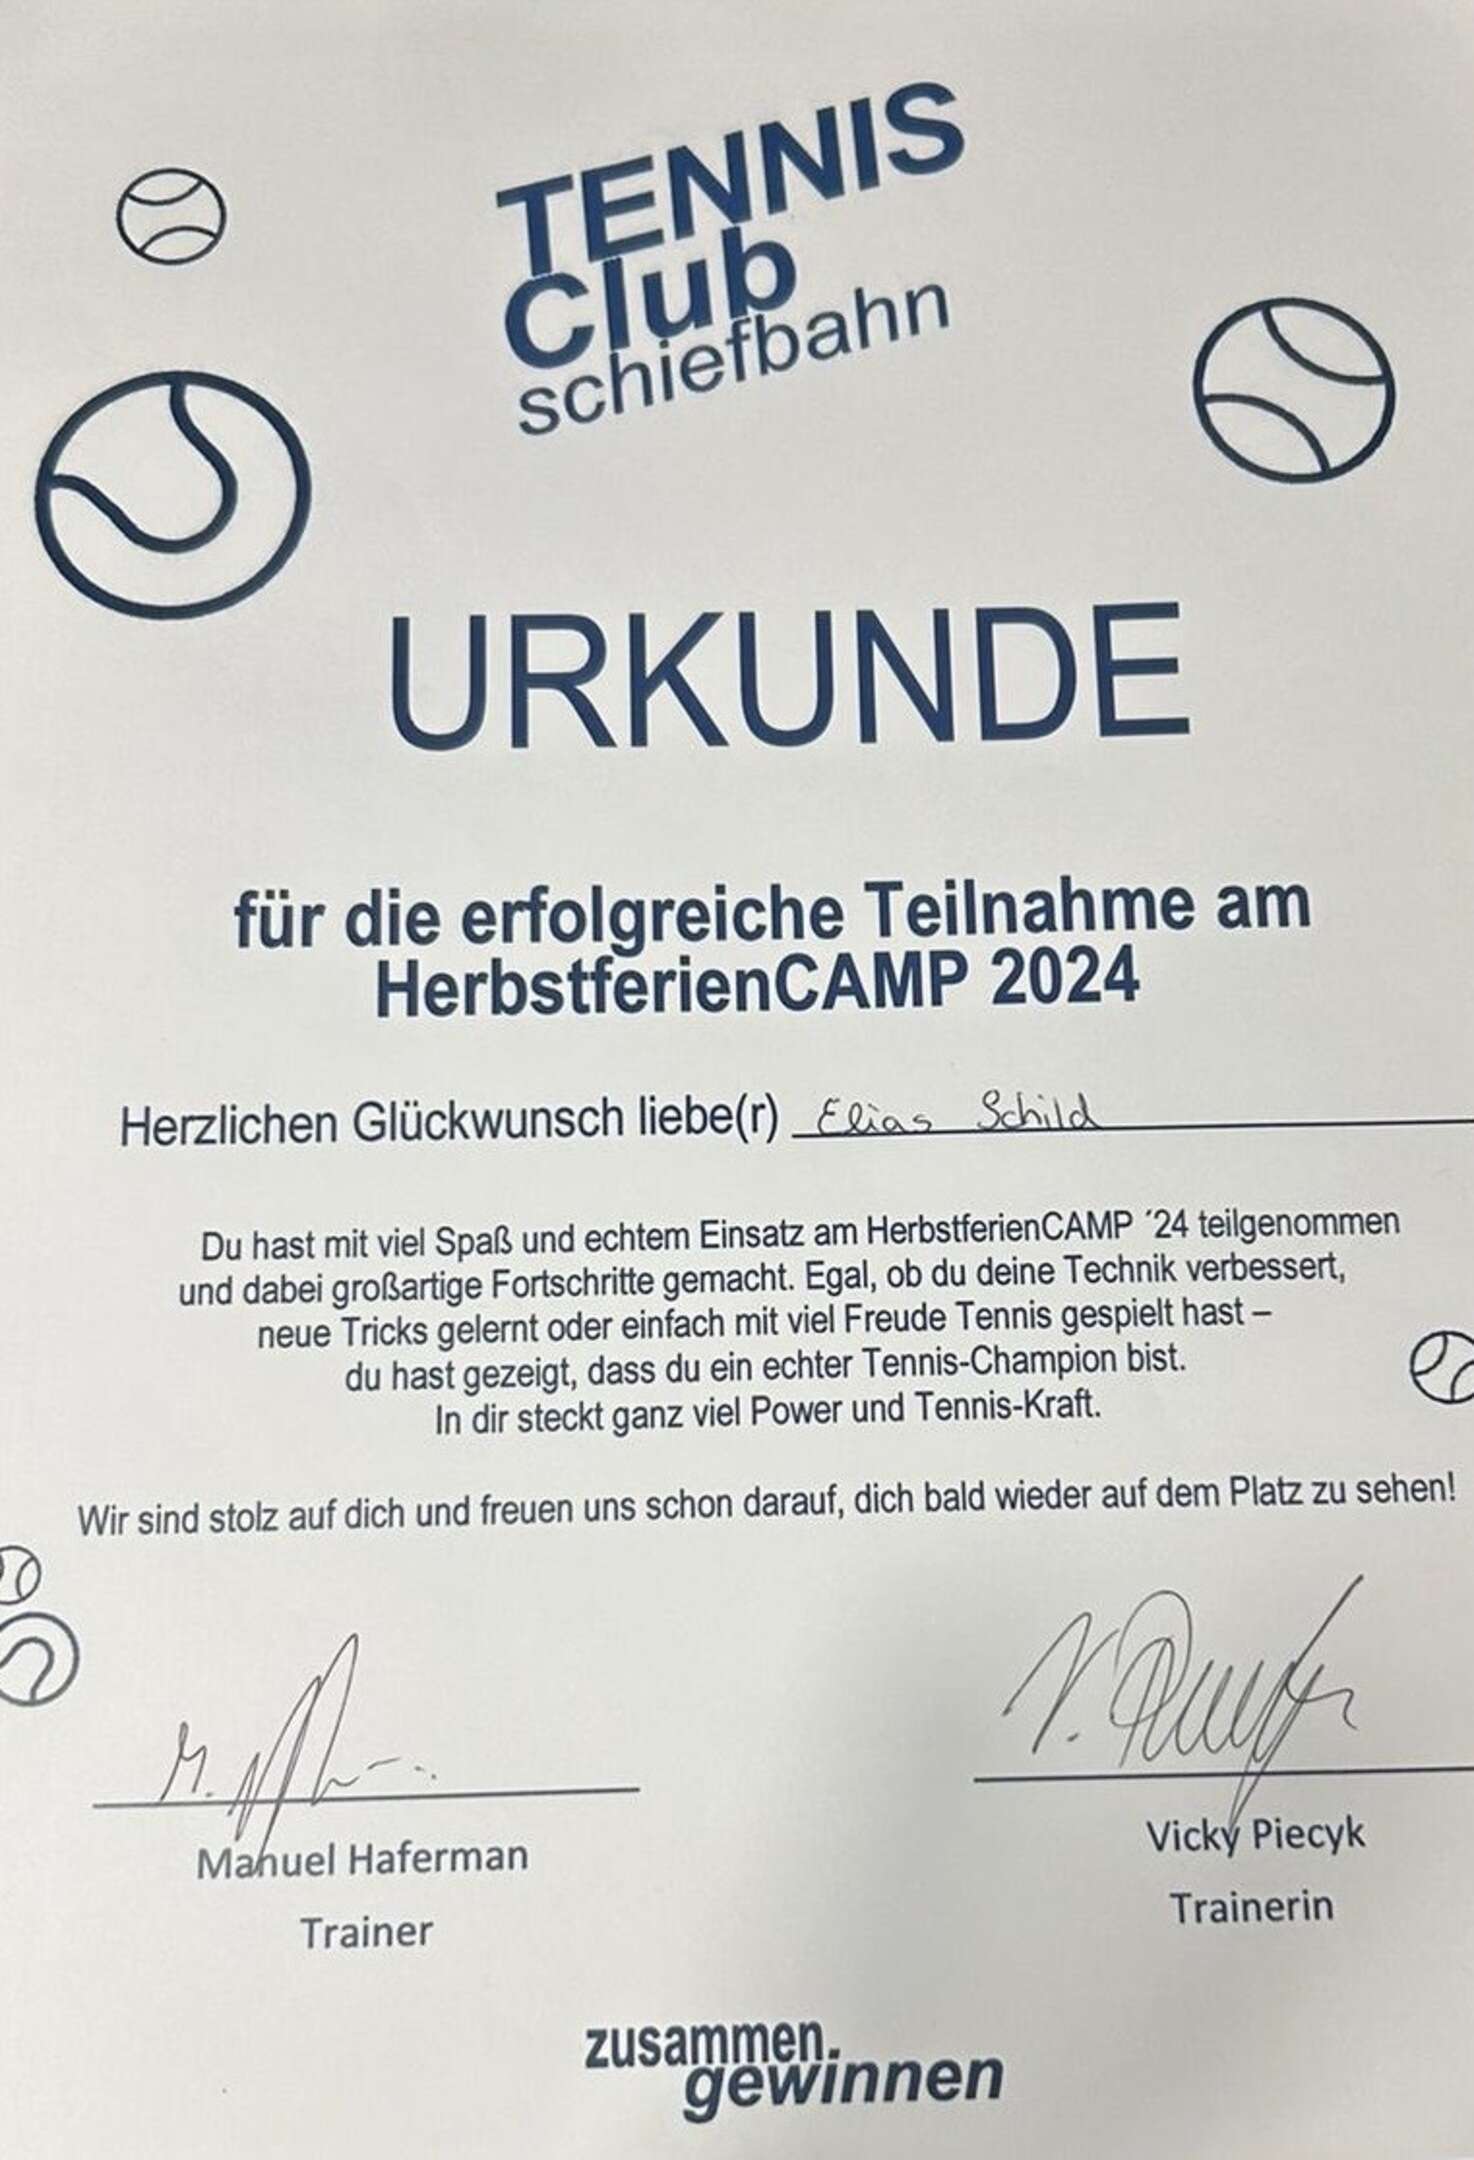 TENNIS
Club
schiefbahn
URKUNDE
für die erfolgreiche Teilnahme am
HerbstferienCAMP 2024
Herzlichen Glückwunsch liebe(r) Elias Schild
Du hast mit viel Spaß und echtem Einsatz am HerbstferienCAMP ´24 teilgenommen
und dabei großartige Fortschritte gemacht. Egal, ob du deine Technik verbessert,
neue Tricks gelernt oder einfach mit viel Freude Tennis gespielt hast –
du hast gezeigt, dass du ein echter Tennis-Champion bist.
In dir steckt ganz viel Power und Tennis-Kraft.
Wir sind stolz auf dich und freuen uns schon darauf, dich bald wieder auf dem Platz zu sehen!
Manuel Haferman
Trainer
Vicky Piecyk
Trainerin
zusammen.
gewinnen